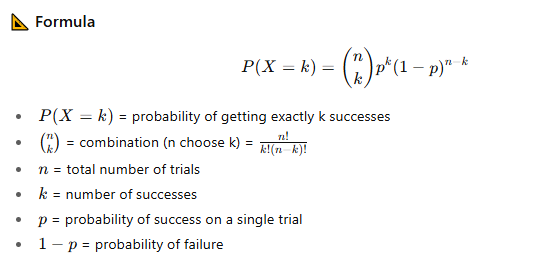 📐 Formula
P(X = k) = \binom{n}{k} p^k (1 − p)^{n−k}
• P(X = k) = probability of getting exactly k successes
• \binom{n}{k} = combination (n choose k) = \frac{n!}{k!(n−k)!}
• n = total number of trials
• k = number of successes
• p = probability of success on a single trial
• 1 − p = probability of failure